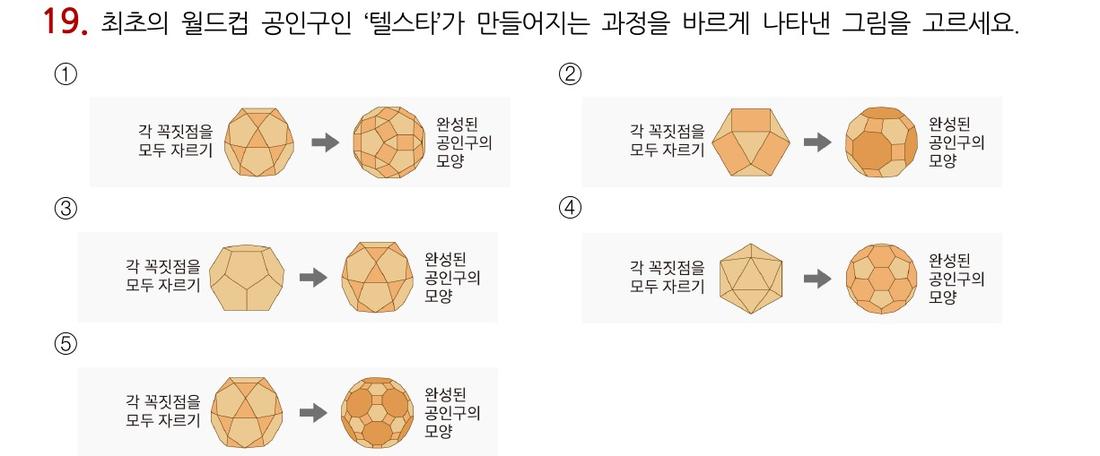 19. 최초의 월드컵 공인구인 ‘텔스타’가 만들어지는 과정을 바르게 나타낸 그림을 고르세요.
①
각 꼭짓점을
모두 자르기
완성된
공인구의
모양
②
각 꼭짓점을
모두 자르기
완성된
공인구의
모양
③
각 꼭짓점을
모두 자르기
완성된
공인구의
모양
④
각 꼭짓점을
모두 자르기
완성된
공인구의
모양
⑤
각 꼭짓점을
모두 자르기
완성된
공인구의
모양